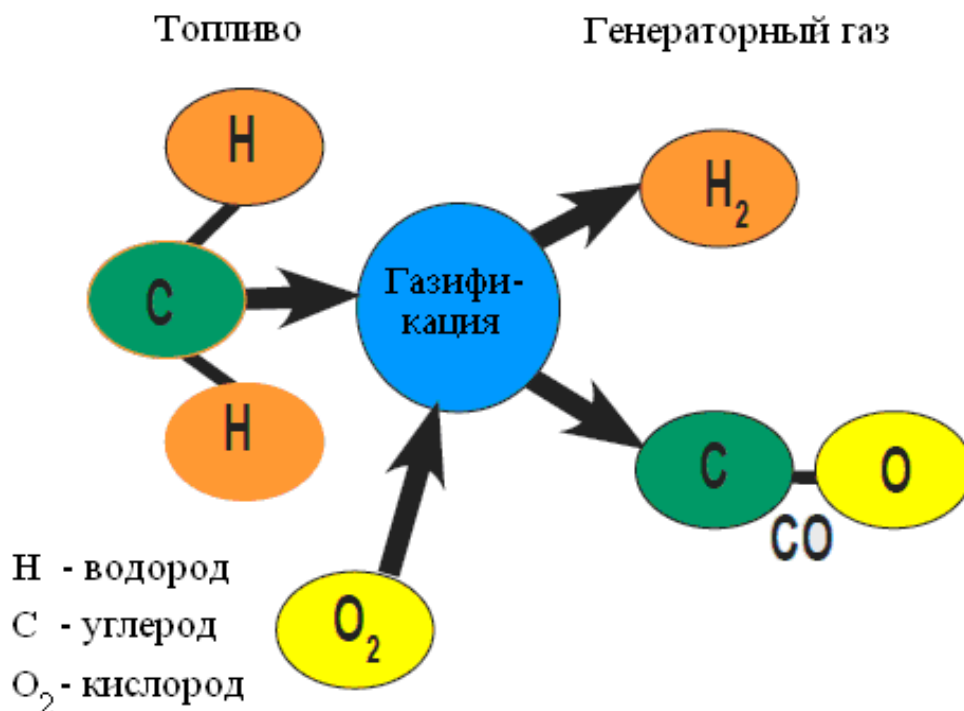 Топливо
Генераторный газ
H
H₂
C
Газифи-
кация
H
C
O
CO
O₂
H - водород
C - углерод
O₂ - кислород